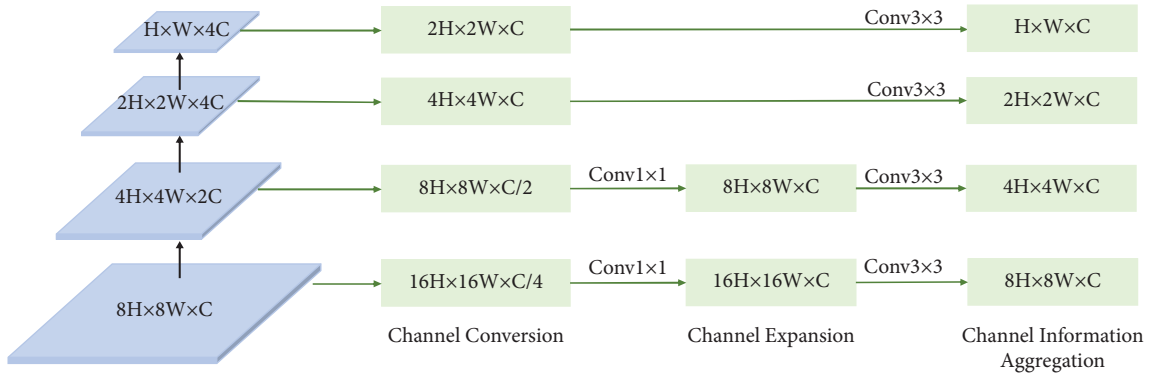 H×W×4C
2H×2W×C
Conv3×3
H×W×C
2H×2W×4C
4H×4W×C
Conv3×3
2H×2W×C
4H×4W×2C
8H×8W×C/2
Conv1×1
8H×8W×C
Conv3×3
4H×4W×C
8H×8W×C
16H×16W×C/4
Conv1×1
16H×16W×C
Conv3×3
8H×8W×C
Channel Conversion
Channel Expansion
Channel Information
Aggregation